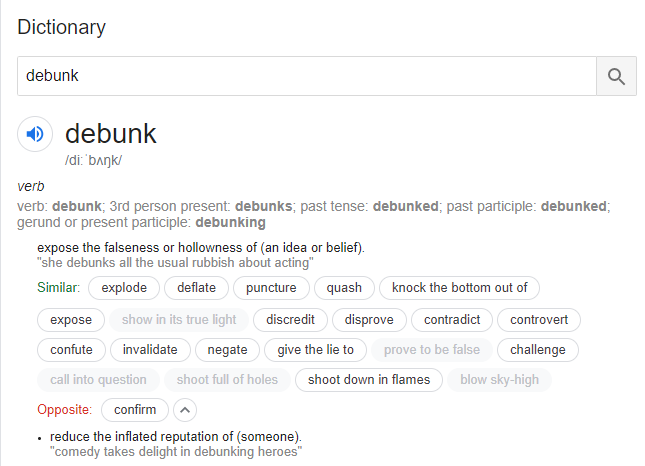 Dictionary
debunk
debunk
/diːˈbʌŋk/
verb
verb: debunk; 3rd person present: debunks; past tense: debunked; past participle: debunked;
gerund or present participle: debunking
expose the falseness or hollowness of (an idea or belief).
"she debunks all the usual rubbish about acting"
Similar: explode deflate puncture quash knock the bottom out of
expose show in its true light discredit disprove contradict controvert
confute invalidate negate give the lie to prove to be false challenge
call into question shoot full of holes shoot down in flames blow sky-high
Opposite: confirm
• reduce the inflated reputation of (someone).
"comedy takes delight in debunking heroes"